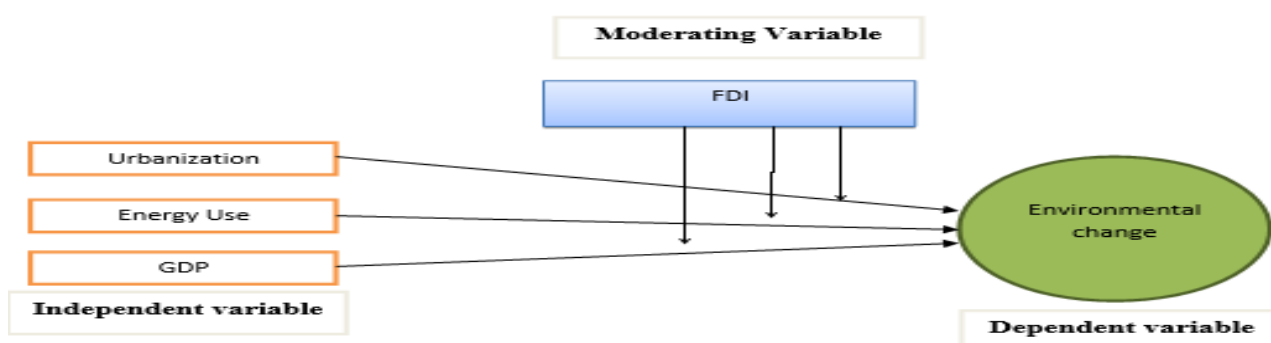 Moderating Variable
FDI
Urbanization
Energy Use
GDP
Independent variable
Environmental
change
Dependent variable